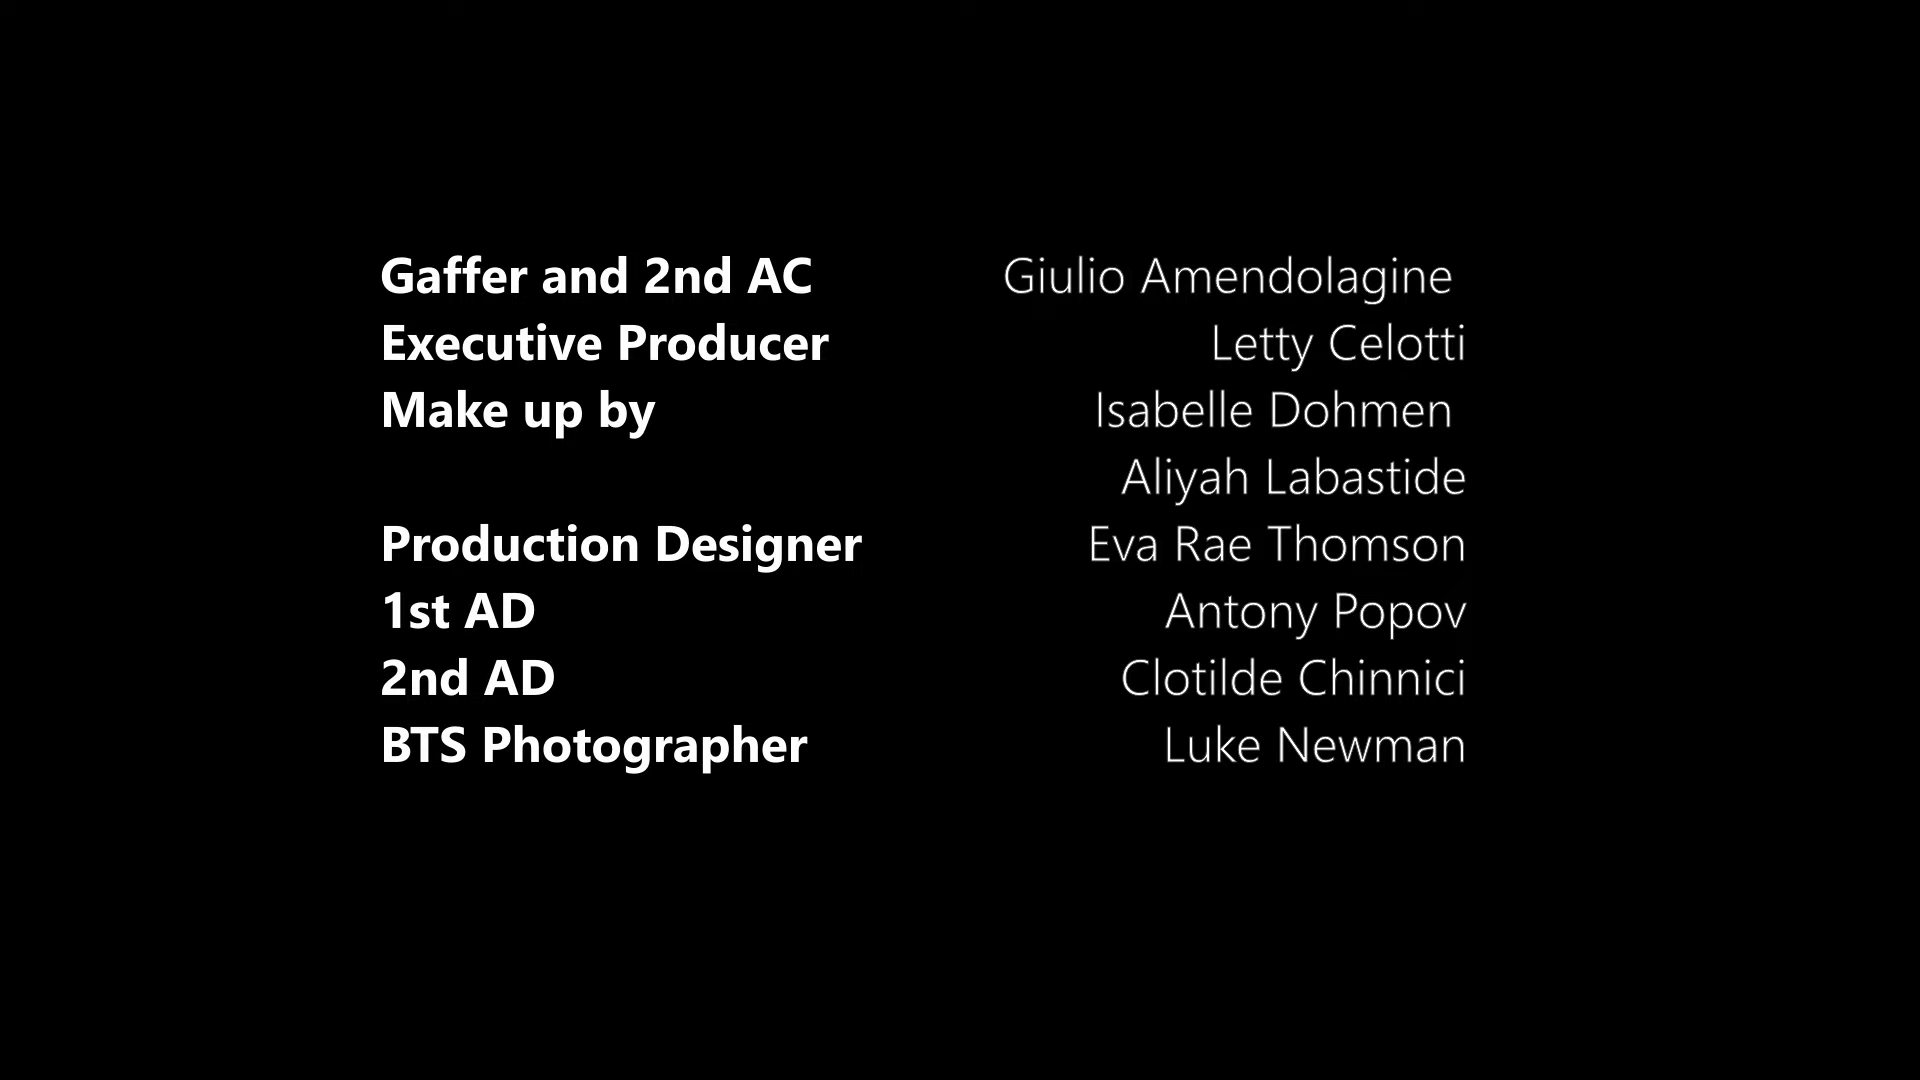 Gaffer and 2nd AC Giulio Amendolagine
Executive Producer Letty Celotti
Make up by Isabelle Dohmen
Aliyah Labastide
Production Designer Eva Rae Thomson
1st AD Antony Popov
2nd AD Clotilde Chinnici
BTS Photographer Luke Newman